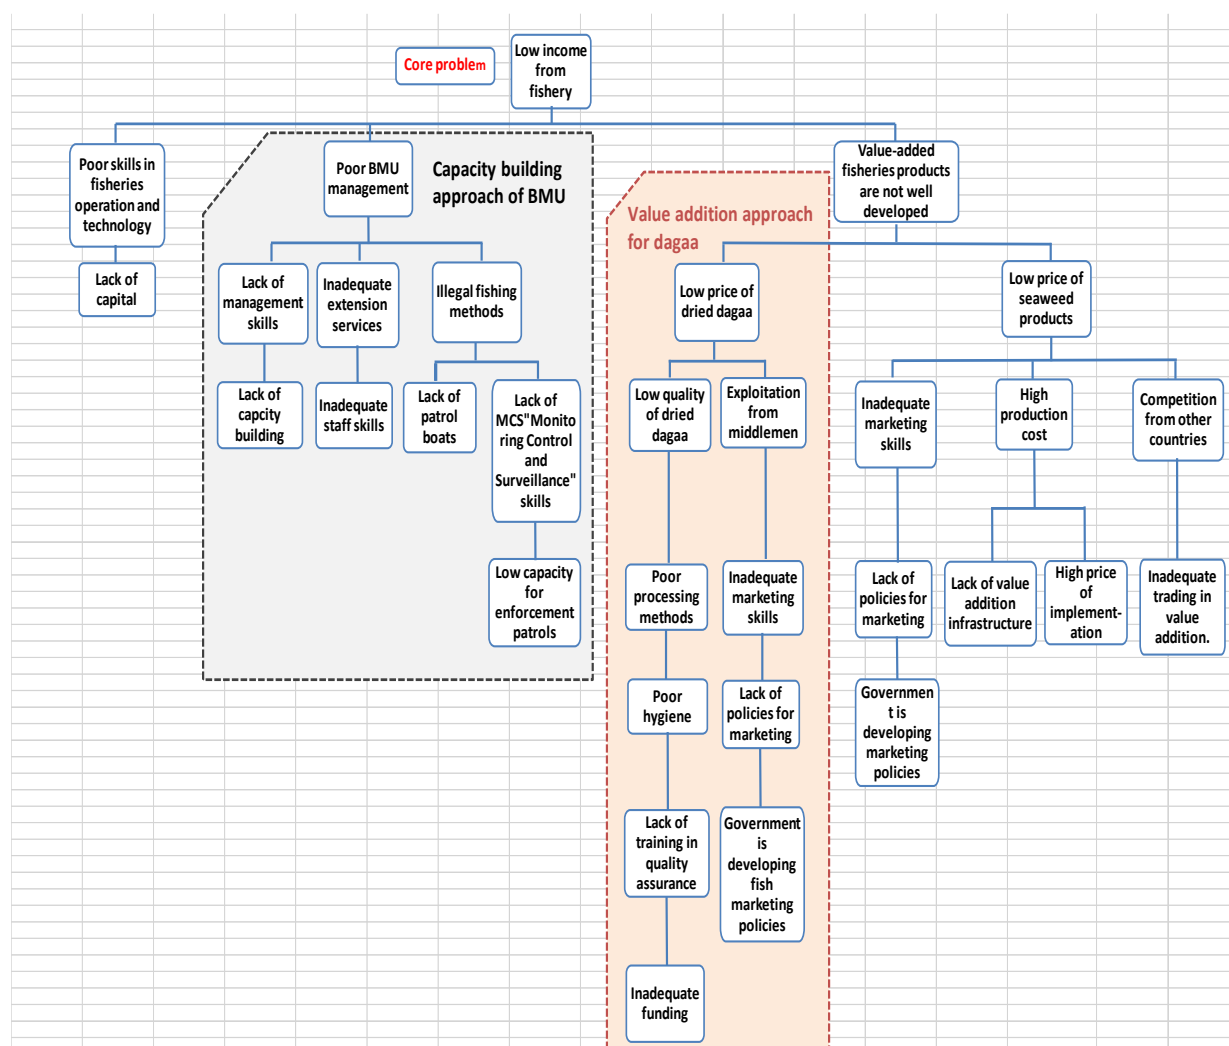 Core problem
Low income
from
fishery
Poor skills in
fisheries
operation and
technology
Lack of
capital
Poor BMU
management
Capacity building
approach of BMU
Lack of
management
skills
Inadequate
extension
services
Illegal fishing
methods
Lack of
capcity
building
Inadequate
staff skills
Lack of
patrol
boats
Lack of
MCS"Monito
ring Control
and
Surveillance"
skills
Low capacity
for
enforcement
patrols
Value-added
fisheries products
are not well
developed
Value addition approach
for dagaa
Low price of
dried dagaa
Low quality
of dried
dagaa
Exploitation
from
middlemen
Poor
processing
methods
Inadequate
marketing
skills
Poor
hygiene
Lack of
policies for
marketing
Lack of
training in
quality
assurance
Government
is
developing
fish
marketing
policies
Inadequate
funding
Low price of
seaweed
products
Inadequate
marketing
skills
High
production
cost
Competition
from other
countries
Lack of
policies for
marketing
Lack of value
addition
infrastructure
High price
of
implement-
ation
Inadequate
trading in
value
addition.
Governmen
t is
developing
marketing
policies